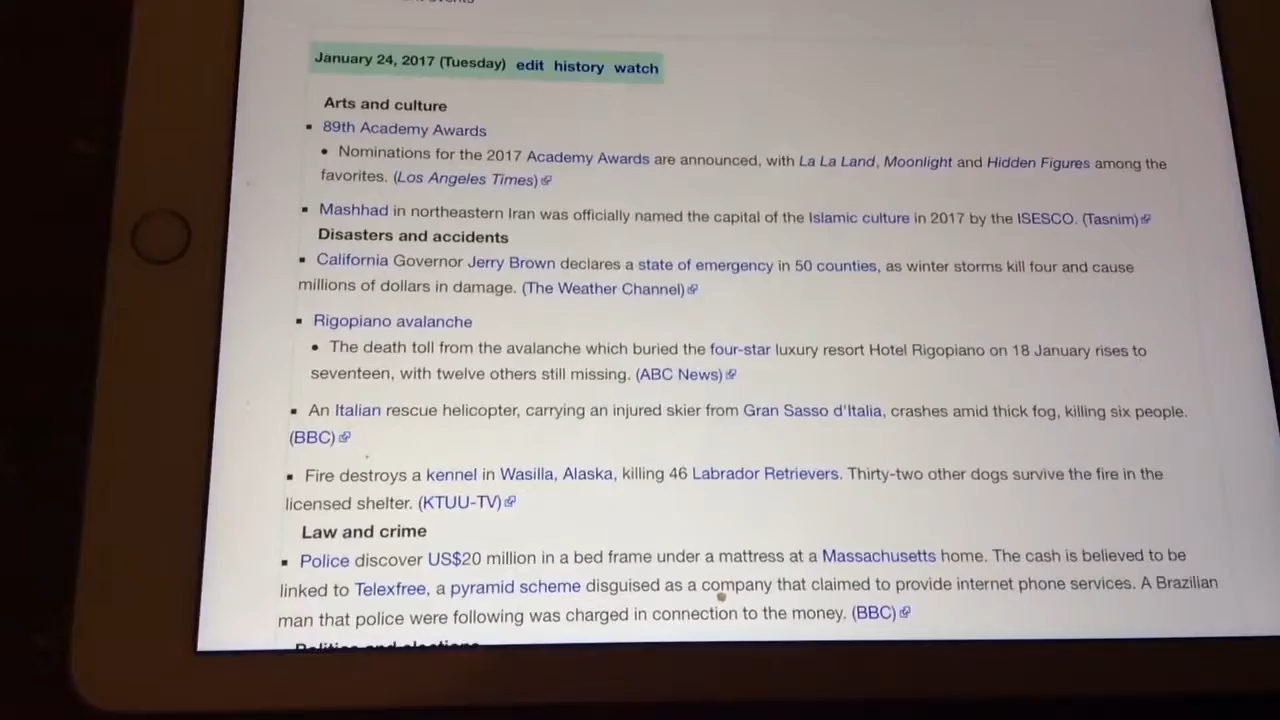 January 24, 2017 (Tuesday) edit history watch
Arts and culture
89th Academy Awards
Nominations for the 2017 Academy Awards are announced, with La La Land, Moonlight and Hidden Figures among the
favorites. (Los Angeles Times)
Mashhad in northeastern Iran was officially named the capital of the Islamic culture in 2017 by the ISESCO. (Tasnim)
Disasters and accidents
California Governor Jerry Brown declares a state of emergency in 50 counties, as winter storms kill four and cause
millions of dollars in damage. (The Weather Channel)
Rigopiano avalanche
The death toll from the avalanche which buried the four-star luxury resort Hotel Rigopiano on 18 January rises to
seventeen, with twelve others still missing. (ABC News)
An Italian rescue helicopter, carrying an injured skier from Gran Sasso d'Italia, crashes amid thick fog, killing six people.
(BBC)
Fire destroys a kennel in Wasilla, Alaska, killing 46 Labrador Retrievers. Thirty-two other dogs survive the fire in the
licensed shelter. (KTUU-TV)
Law and crime
Police discover US$20 million in a bed frame under a mattress at a Massachusetts home. The cash is believed to be
linked to Telexfree, a pyramid scheme disguised as a company that claimed to provide internet phone services. A Brazilian
man that police were following was charged in connection to the money. (BBC)
Politics and elections